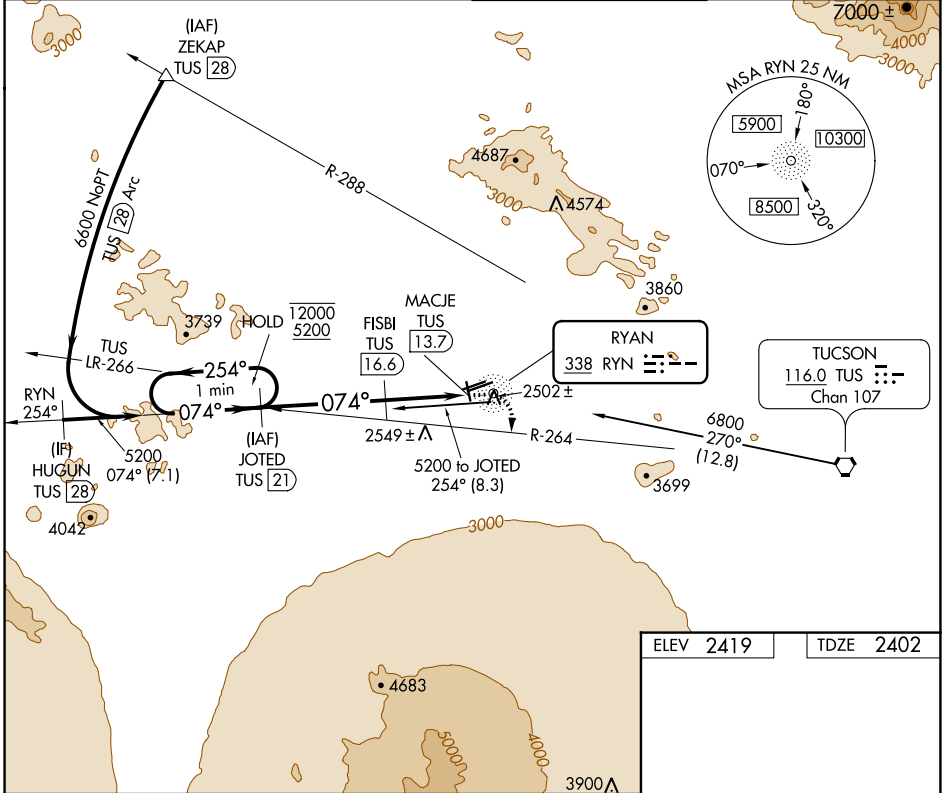 7000 ±
4000
3000
3000
(IAF)
ZEKAP
TUS 28
MSA RYN 25 NM
180°
5900
10300
070°
8500
320°
R-288
4687
3000
4574
6600 NoPT
TUS 28 Arc
3860
3739
HOLD
12000
5200
FISBI
TUS
16.6
MACJE
TUS
13.7
RYAN
338 RYN
TUCSON
116.0 TUS
Chan 107
TUS
LR-266
254°
1 min
074°
074°
2502 ±
RYN
254°
(IF)
HUGUN
TUS 28
5200
074° (7.1)
(IAF)
JOTED
TUS 21
2549 ±
R-264
5200 to JOTED
254° (8.3)
6800
270°
(12.8)
3699
4042
3000
4683
5000
4000
3900
ELEV 2419
TDZE 2402